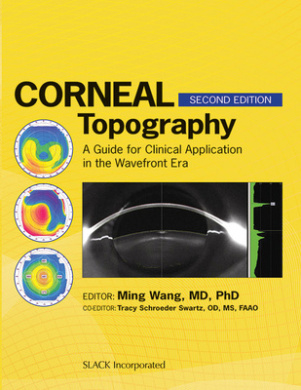 CORNEAL
SECOND EDITION
Topography
A Guide for Clinical Application
in the Wavefront Era
EDITOR: Ming Wang, MD, PhD
CO-EDITOR: Tracy Schroeder Swartz, OD, MS, FAAO
SLACK Incorporated